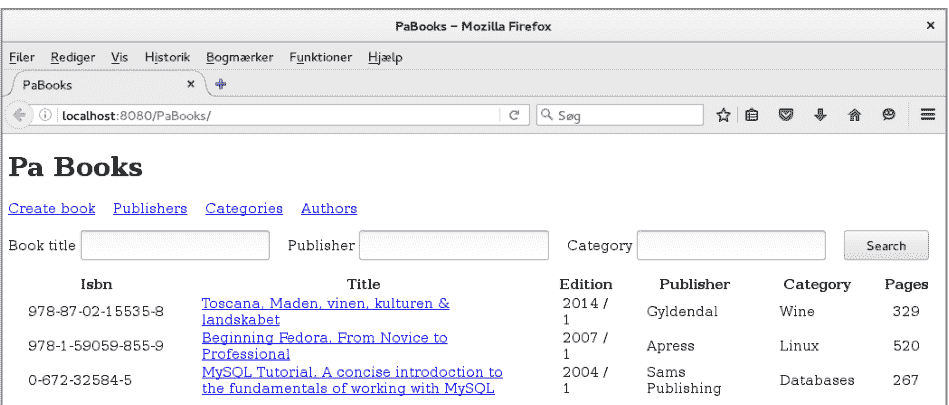 PaBooks – Mozilla Firefox
Filer Rediger Vis Historik Bogmærker Funktioner Hjælp
PaBooks
localhost:8080/PaBooks/ Søg
Pa Books
Create book Publishers Categories Authors
Book title Publisher Category Search
Isbn Title Edition Publisher Category Pages
978-87-02-15535-8 Toscana, Maden, vinen, kulturen & landskabet 2014 / 1 Gyldendal Wine 329
978-1-59059-855-9 Beginning Fedora. From Novice to Professional 2007 / 1 Apress Linux 520
0-672-32584-5 MySQL Tutorial. A concise introduction to the fundamentals of working with MySQL 2004 / 1 Sams Publishing Databases 267